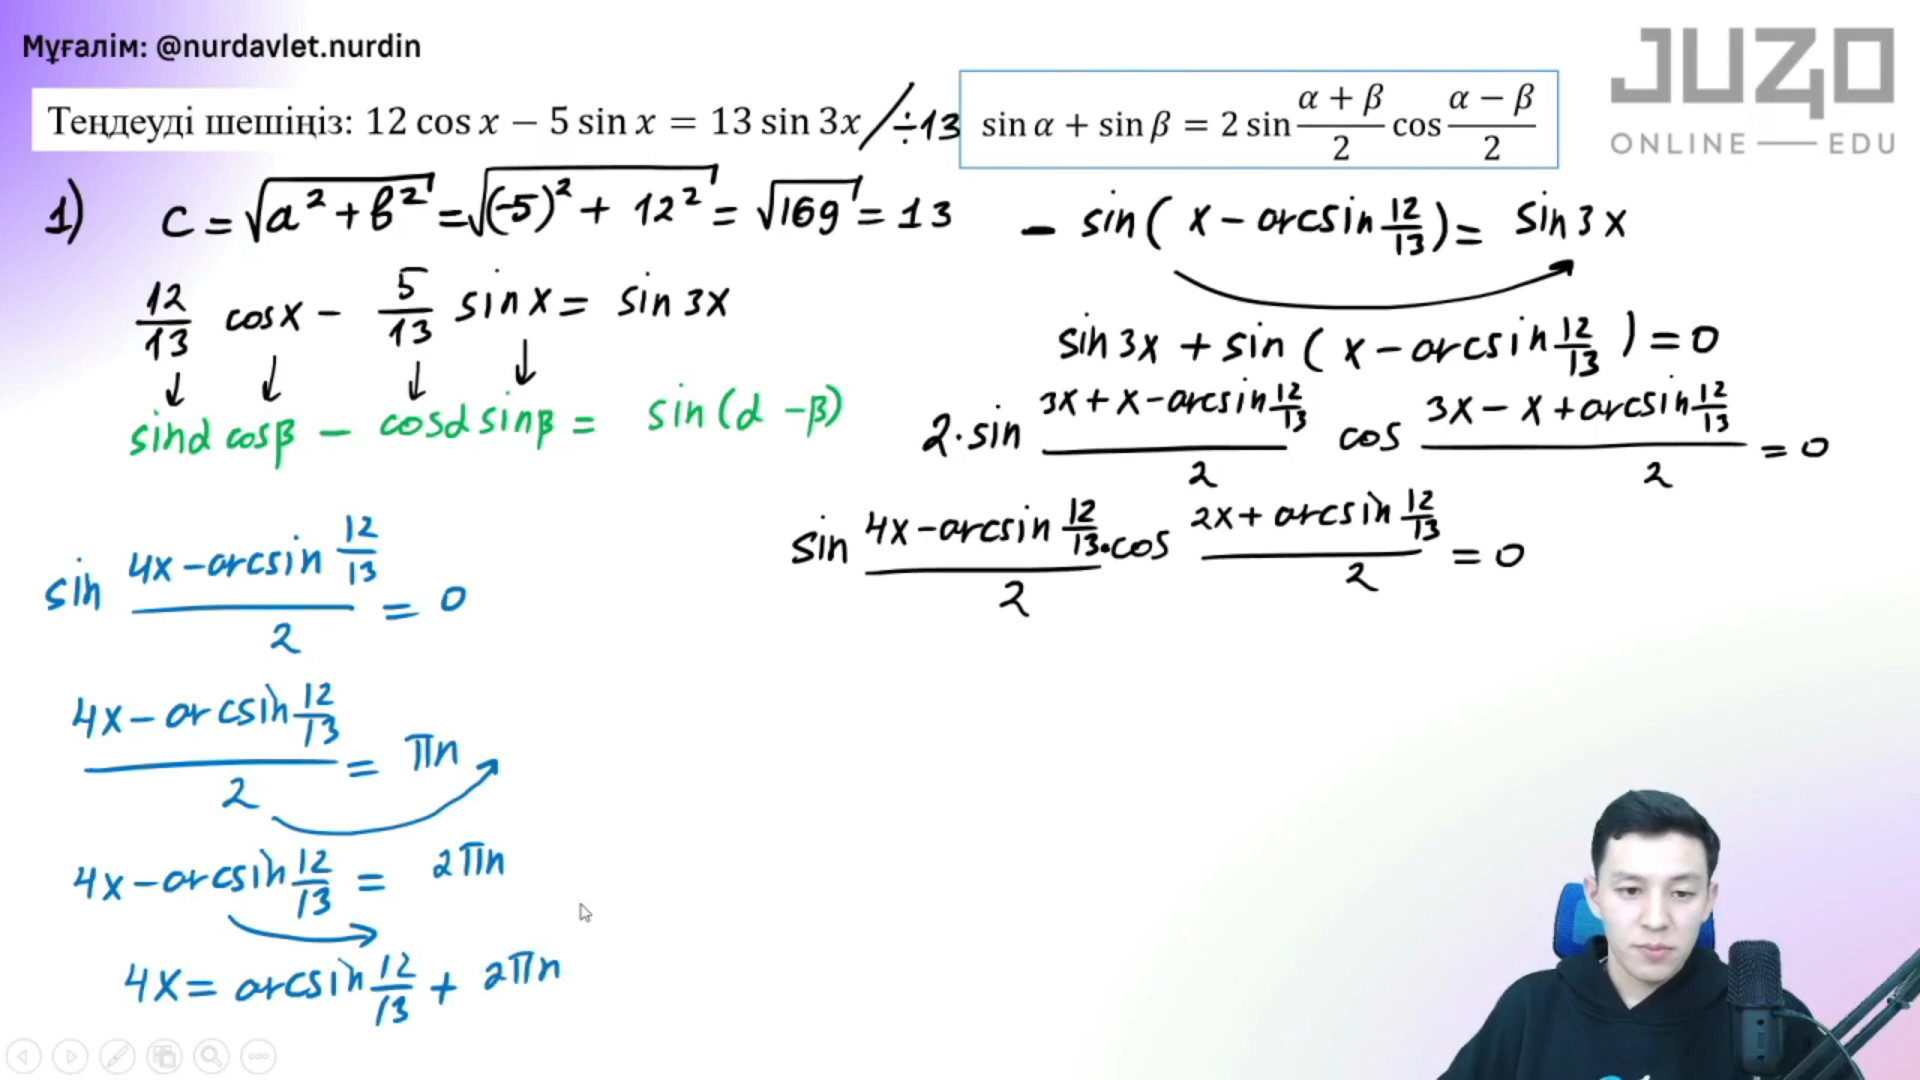 Мұғалім: @nurdavlet.nurdin
JUZO
ONLINE — EDU
Теңдеуді шешіңіз: 12 cos x − 5 sin x = 13 sin 3x / ÷13
sin α + sin β = 2 sin (α + β)/2 cos (α − β)/2
1) c = √(a² + b²) = √((-5)² + 12²) = √169 = 13
12/13 cosx − 5/13 sinx = sin 3x
sinα cosβ − cosα sinβ = sin(α − β)
− sin(x − arcsin 12/13) = sin 3x
sin 3x + sin(x − arcsin 12/13) = 0
2·sin (3x + x − arcsin 12/13)/2 cos (3x − x + arcsin 12/13)/2 = 0
sin (4x − arcsin 12/13)/2 · cos (2x + arcsin 12/13)/2 = 0
sin (4x − arcsin 12/13)/2 = 0
(4x − arcsin 12/13)/2 = πn
4x − arcsin 12/13 = 2πn
4x = arcsin 12/13 + 2πn